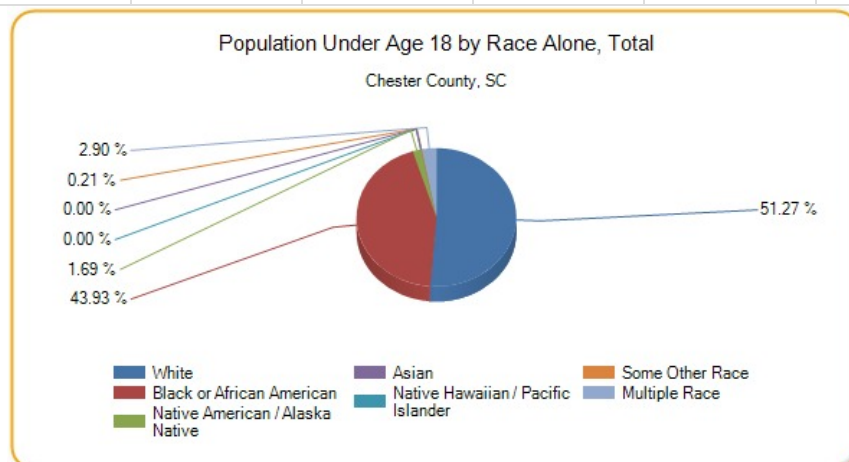 Population Under Age 18 by Race Alone, Total
Chester County, SC
2.90 %
0.21 %
0.00 %
0.00 %
1.69 %
43.93 %
51.27 %
White
Black or African American
Native American / Alaska
Native
Asian
Native Hawaiian / Pacific
Islander
Some Other Race
Multiple Race